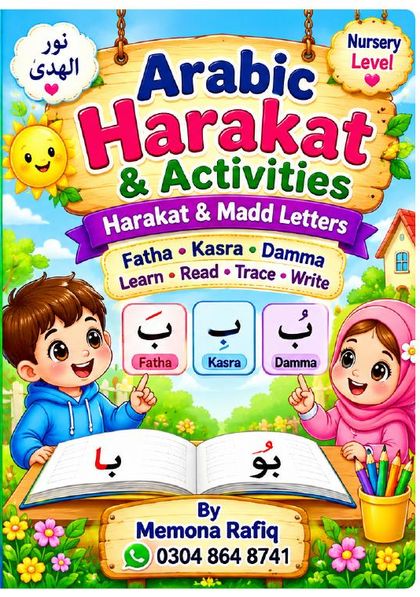 نور
الهدىٰ
Nursery
Level
Arabic
Harakat
& Activities
Harakat & Madd Letters
Fatha • Kasra • Damma
Learn • Read • Trace • Write
بَ
Fatha
بِ
Kasra
بُ
Damma
با
بُو
By
Memona Rafiq
0304 864 8741